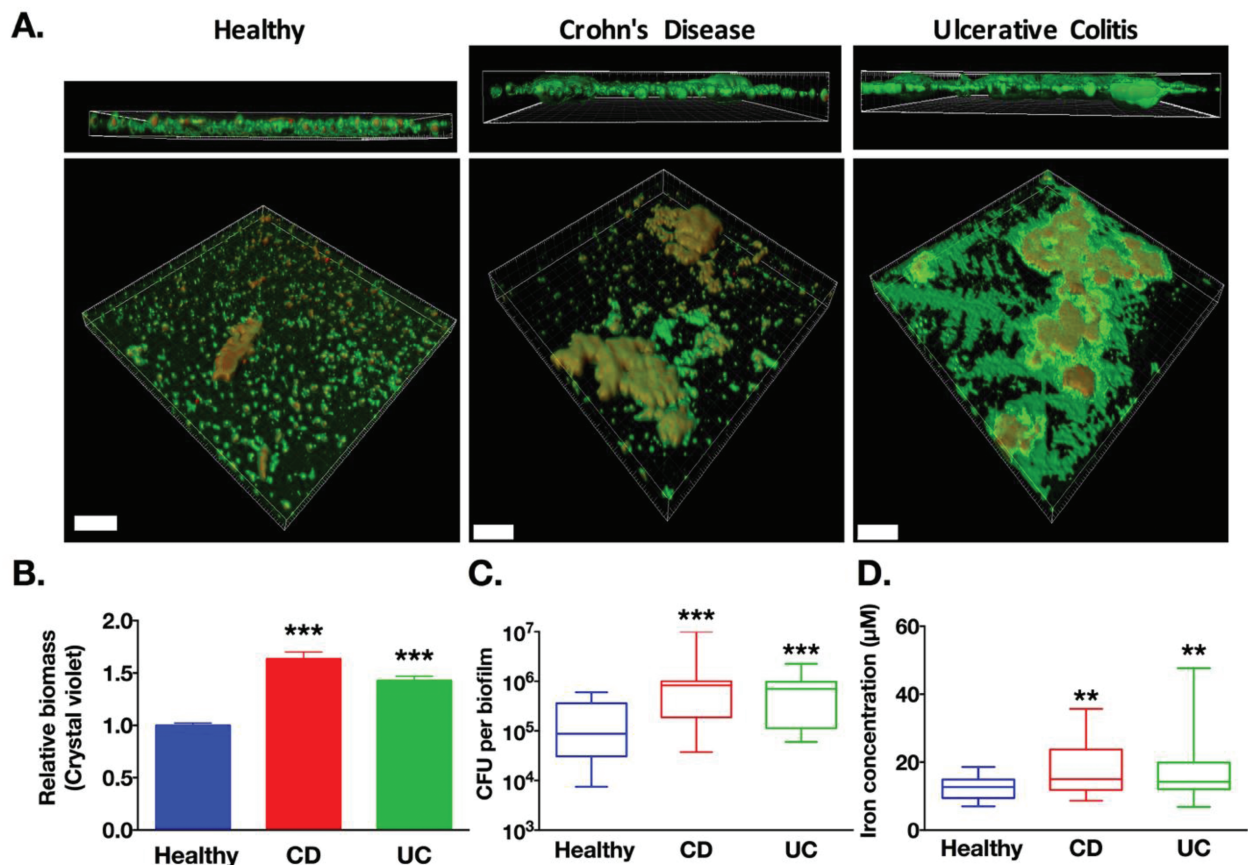 A.
Healthy
Crohn's Disease
Ulcerative Colitis
B.
Relative biomass
(Crystal violet)
2.0
1.5
1.0
0.5
0.0
***
***
Healthy
CD
UC
C.
CFU per biofilm
10⁷
10⁶
10⁵
10⁴
10³
***
***
Healthy
CD
UC
D.
Iron concentration (µM)
60
40
20
0
**
**
Healthy
CD
UC